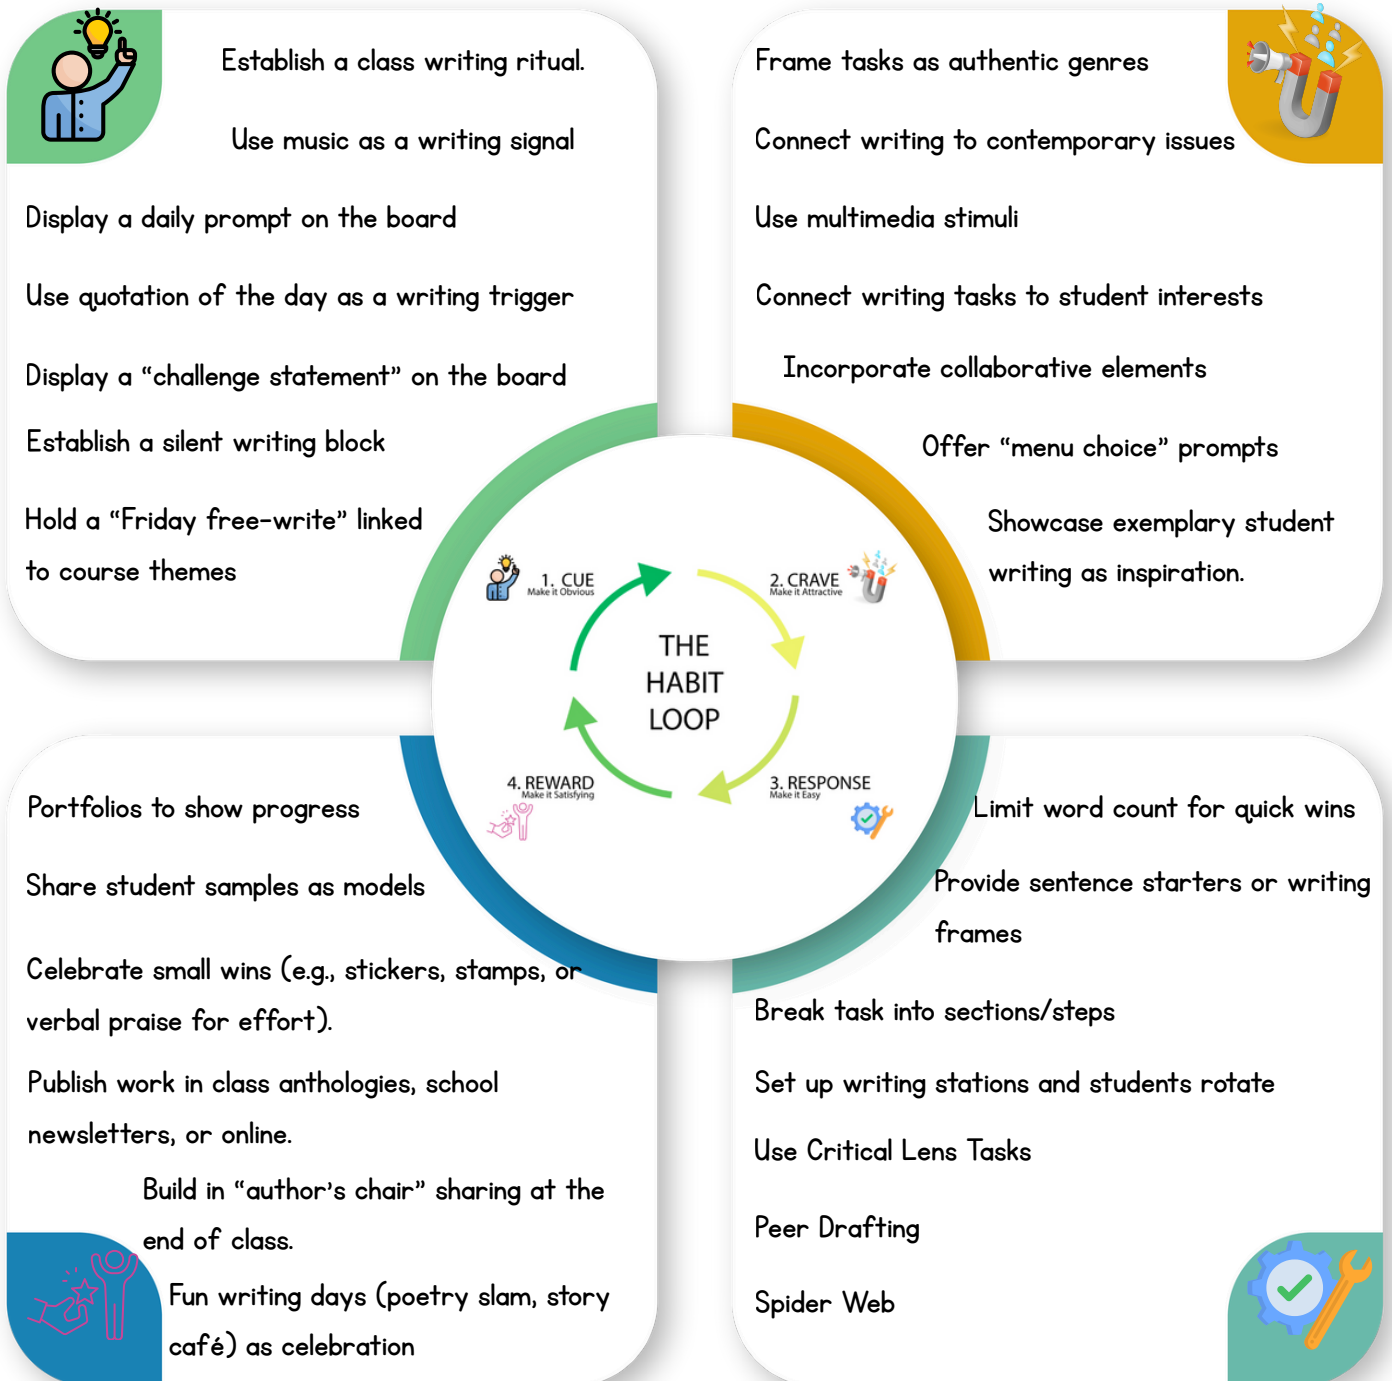 Establish a class writing ritual.
Use music as a writing signal
Display a daily prompt on the board
Use quotation of the day as a writing trigger
Display a “challenge statement” on the board
Establish a silent writing block
Hold a “Friday free-write” linked
to course themes
Frame tasks as authentic genres
Connect writing to contemporary issues
Use multimedia stimuli
Connect writing tasks to student interests
Incorporate collaborative elements
Offer “menu choice” prompts
Showcase exemplary student
writing as inspiration.
1. CUE
Make it Obvious
2. CRAVE
Make it Attractive
THE
HABIT
LOOP
4. REWARD
Make it Satisfying
3. RESPONSE
Make it Easy
Portfolios to show progress
Share student samples as models
Celebrate small wins (e.g., stickers, stamps, or
verbal praise for effort).
Publish work in class anthologies, school
newsletters, or online.
Build in “author’s chair” sharing at the
end of class.
Fun writing days (poetry slam, story
café) as celebration
Limit word count for quick wins
Provide sentence starters or writing
frames
Break task into sections/steps
Set up writing stations and students rotate
Use Critical Lens Tasks
Peer Drafting
Spider Web